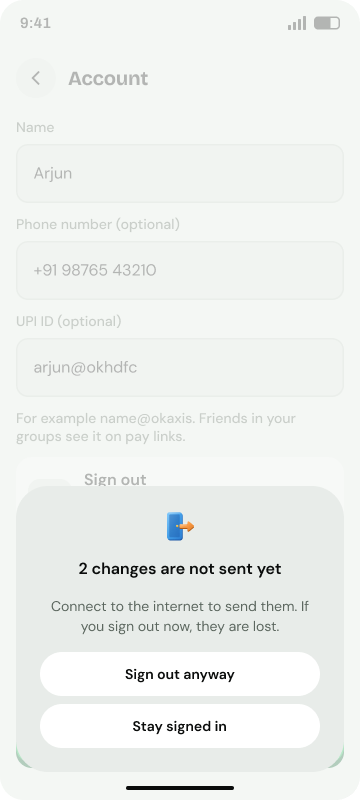 9:41
Account
Name
Arjun
Phone number (optional)
+91 98765 43210
UPI ID (optional)
arjun@okhdfc
For example name@okaxis. Friends in your
groups see it on pay links.
Sign out
2 changes are not sent yet
Connect to the internet to send them. If
you sign out now, they are lost.
Sign out anyway
Stay signed in